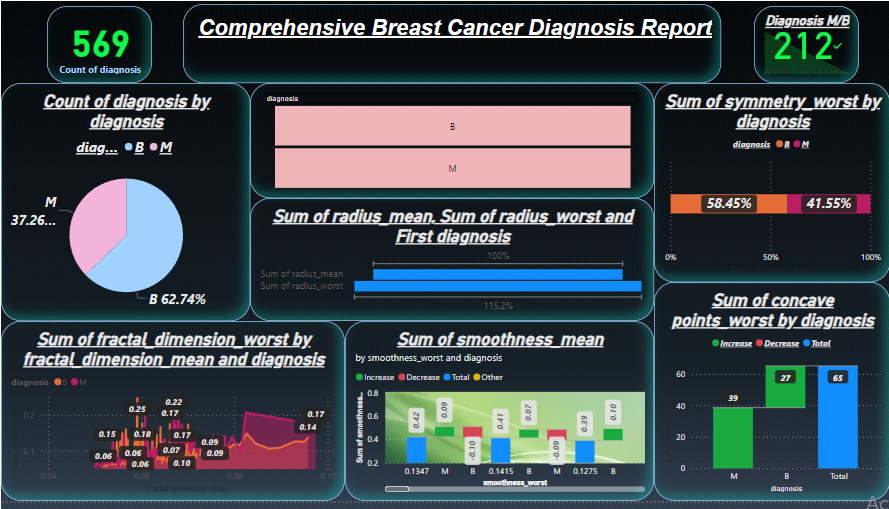 569
Count of diagnosis
Comprehensive Breast Cancer Diagnosis Report
Diagnosis M/B
212
Count of diagnosis by
diagnosis
diag... B M
M
37.26...
B 62.74%
diagnosis
B
M
Sum of radius_mean, Sum of radius_worst and
First diagnosis
100%
Sum of radius_mean
Sum of radius_worst
115.2%
Sum of symmetry_worst by
diagnosis
diagnosis B M
58.45% 41.55%
0% 50% 100%
Sum of fractal_dimension_worst by
fractal_dimension_mean and diagnosis
diagnosis B M
0.2
0.1
0.25
0.22
0.17
0.17
0.15
0.18
0.17
0.14
0.09
0.06
0.06
0.07
0.09
0.06
0.10
0.04 0.06 0.08 0.10
Sum of smoothness_mean
by smoothness_worst and diagnosis
Increase Decrease Total Other
Sum of smoothness...
0.8
0.6
0.4
0.2
0.42 0.09 -0.10 0.41 0.07 -0.09 0.39 0.10
0.1347 M B 0.1415 B M 0.1275 B
smoothness_worst
Sum of concave
points_worst by diagnosis
Increase Decrease Total
60
40
20
0
39
27
65
M B Total
diagnosis
Ac